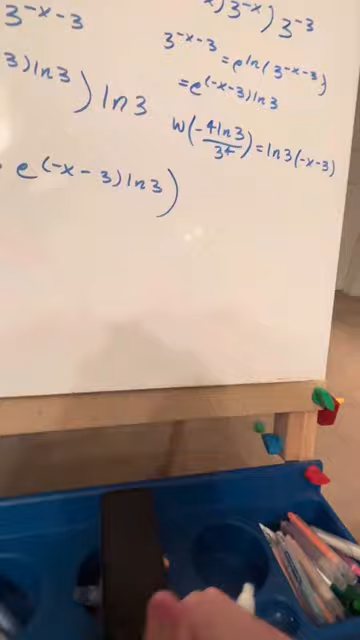 3^{-x-3}
3)ln3
)ln3
e^{(-x-3)ln3})
x)3^{-x})3^{-3}
3^{-x-3}
=e^{ln(3^{-x-3})}
=e^{(-x-3)ln3}
W(-4ln3/3^4)=ln3(-x-3)